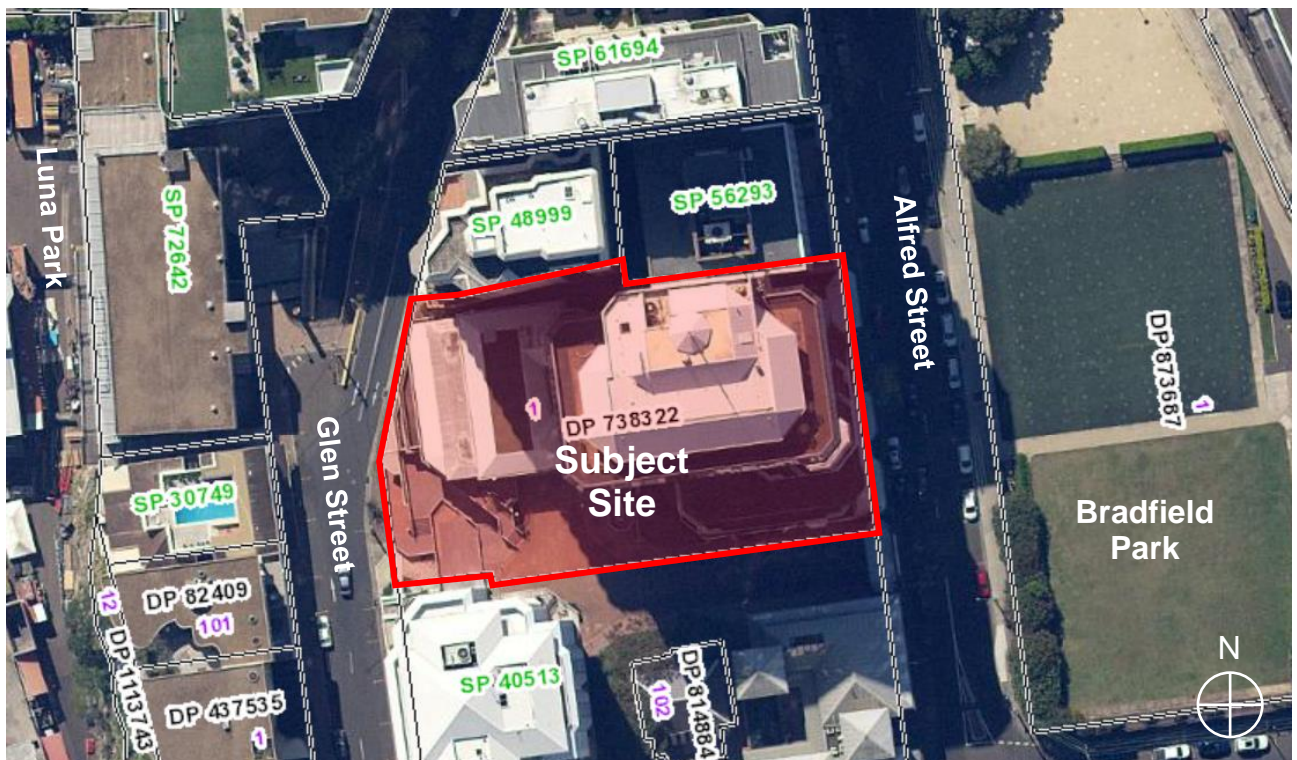 SP 61694
Luna Park
SP 72642
SP 48999
SP 56293
Alfred Street
DP 873687
1
1
DP 738322
Subject
Site
Glen Street
SP 30749
Bradfield
Park
12
DP 82409
101
DP 1113743
DP 437535
1
SP 40513
102
DP 814884
N